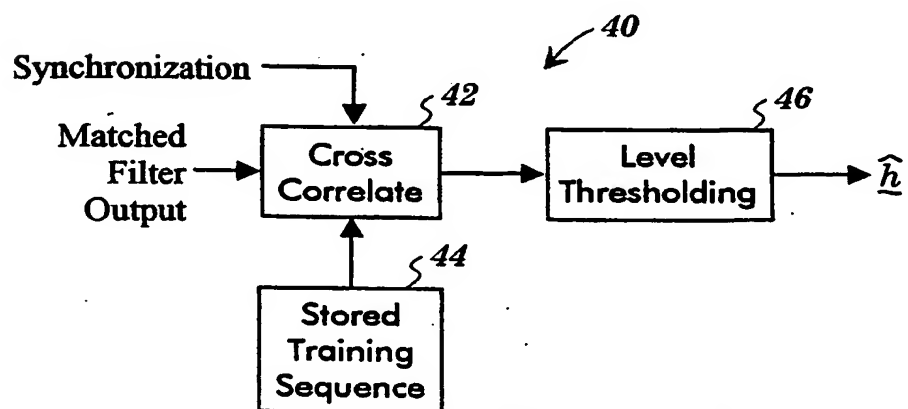 40
Synchronization
42
46
Matched
Filter
Output
Cross
Correlate
Level
Thresholding
ĥ
44
Stored
Training
Sequence